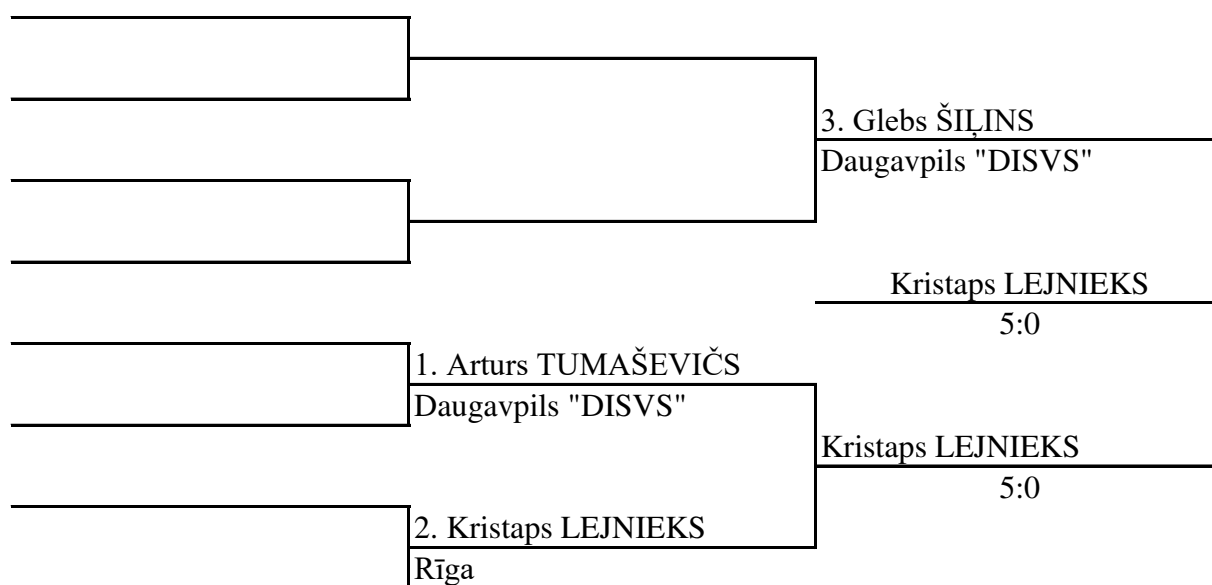 3. Glebs ŠIĻINS
Daugavpils "DISVS"
Kristaps LEJNIEKS
5:0
1. Arturs TUMAŠEVIČS
Daugavpils "DISVS"
Kristaps LEJNIEKS
5:0
2. Kristaps LEJNIEKS
Rīga